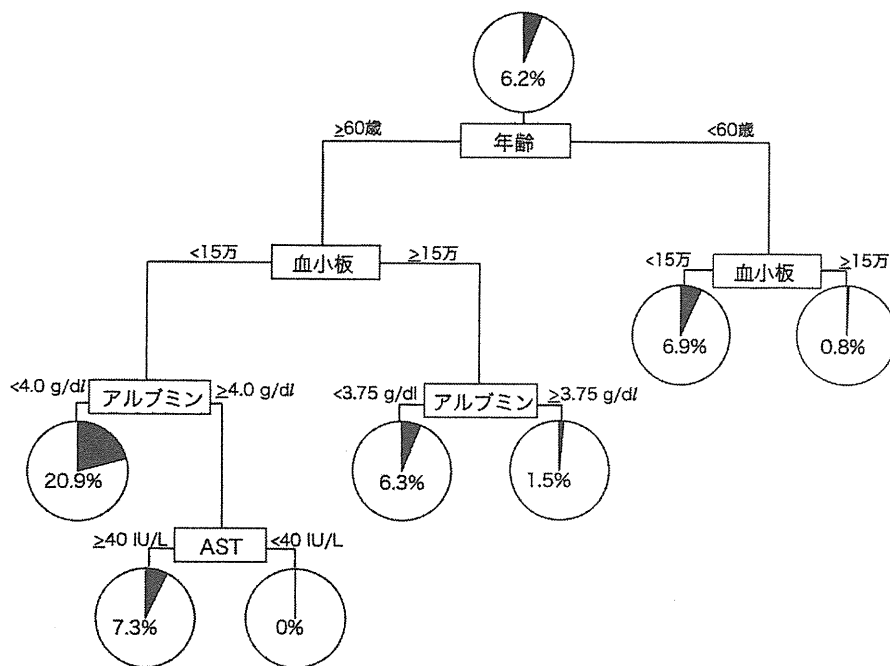 6.2%
≥60歳 年齢 <60歳
<15万 血小板 ≥15万
<15万 血小板 ≥15万
6.9% 0.8%
<4.0 g/dl アルブミン ≥4.0 g/dl
<3.75 g/dl アルブミン ≥3.75 g/dl
20.9%
6.3% 1.5%
≥40 IU/L AST <40 IU/L
7.3% 0%